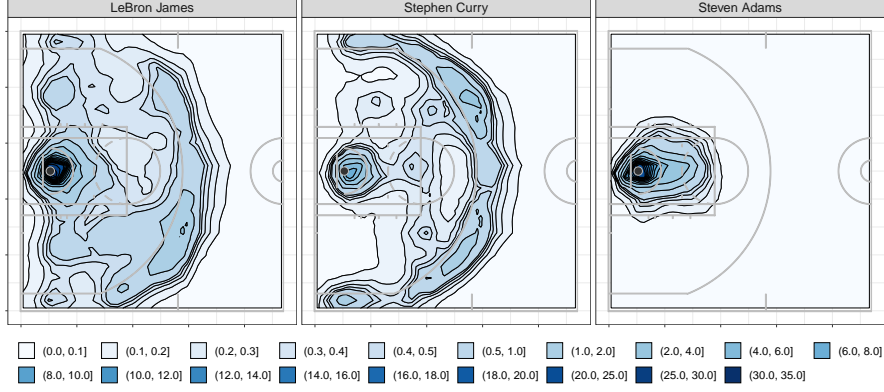 LeBron James Stephen Curry Steven Adams
(0.0, 0.1] (0.1, 0.2] (0.2, 0.3] (0.3, 0.4] (0.4, 0.5] (0.5, 1.0] (1.0, 2.0] (2.0, 4.0] (4.0, 6.0] (6.0, 8.0]
(8.0, 10.0] (10.0, 12.0] (12.0, 14.0] (14.0, 16.0] (16.0, 18.0] (18.0, 20.0] (20.0, 25.0] (25.0, 30.0] (30.0, 35.0]